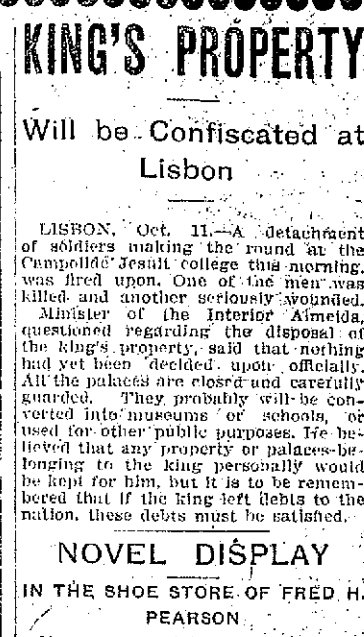 KING'S PROPERTY
Will be Confiscated at
Lisbon
LISBON, Oct. 11.—A detachment
of soldiers making the round at the
Campolide Jesuit college this morning,
was fired upon. One of the men was
killed and another seriously wounded.
Minister of the Interior Almeida,
questioned regarding the disposal of
the king's property, said that nothing
had yet been decided upon officially.
All the palaces are closed and carefully
guarded. They probably will be con-
verted into museums or schools, or
used for other public purposes. He be-
lieved that any property or palaces be-
longing to the king personally would
be kept for him, but it is to be remem-
bered that if the king left debts to the
nation, these debts must be satisfied.
NOVEL DISPLAY
IN THE SHOE STORE OF FRED H.
PEARSON